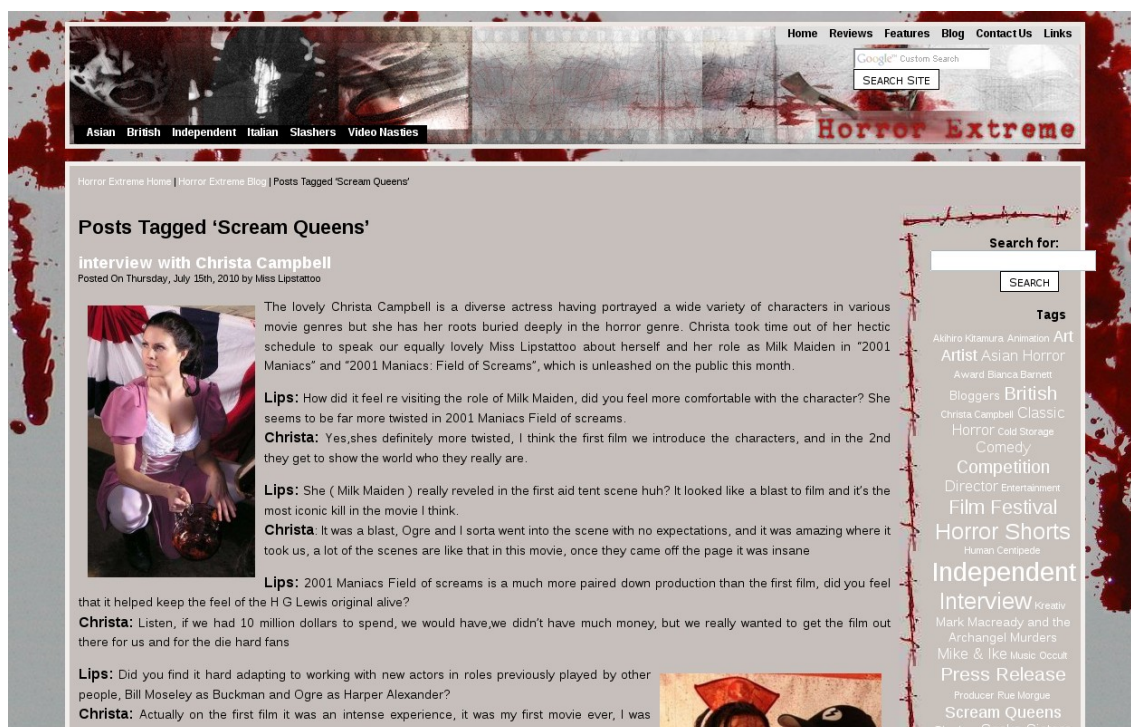 Home Reviews Features Blog Contact Us Links
Google™ Custom Search
SEARCH SITE
Asian British Independent Italian Slashers Video Nasties
Horror Extreme
Horror Extreme Home | Horror Extreme Blog | Posts Tagged 'Scream Queens'
Posts Tagged ‘Scream Queens’
interview with Christa Campbell
Posted On Thursday, July 15th, 2010 by Miss Lipstattoo
The lovely Christa Campbell is a diverse actress having portrayed a wide variety of characters in various
movie genres but she has her roots buried deeply in the horror genre. Christa took time out of her hectic
schedule to speak our equally lovely Miss Lipstattoo about herself and her role as Milk Maiden in “2001
Maniacs” and “2001 Maniacs: Field of Screams”, which is unleashed on the public this month.
Lips: How did it feel re visiting the role of Milk Maiden, did you feel more comfortable with the character? She
seems to be far more twisted in 2001 Maniacs Field of screams.
Christa: Yes,shes definitely more twisted, I think the first film we introduce the characters, and in the 2nd
they get to show the world who they really are.
Lips: She ( Milk Maiden ) really reveled in the first aid tent scene huh? It looked like a blast to film and it’s the
most iconic kill in the movie I think.
Christa: It was a blast, Ogre and I sorta went into the scene with no expectations, and it was amazing where it
took us, a lot of the scenes are like that in this movie, once they came off the page it was insane
Lips: 2001 Maniacs Field of screams is a much more paired down production than the first film, did you feel
that it helped keep the feel of the H G Lewis original alive?
Christa: Listen, if we had 10 million dollars to spend, we would have,we didn’t have much money, but we really wanted to get the film out
there for us and for the die hard fans
Lips: Did you find it hard adapting to working with new actors in roles previously played by other
people, Bill Moseley as Buckman and Ogre as Harper Alexander?
Christa: Actually on the first film it was an intense experience, it was my first movie ever, I was
Search for:
SEARCH
Tags
Akihiro Kitamura Animation Art
Artist Asian Horror
Award Bianca Barnett
Bloggers British
Christa Campbell Classic
Horror Cold Storage
Comedy
Competition
Director Entertainment
Film Festival
Horror Shorts
Human Centipede
Independent
Interview Kreativ
Mark Macready and the
Archangel Murders
Mike & Ike Music Occult
Press Release
Producer Rue Morgue
Scream Queens